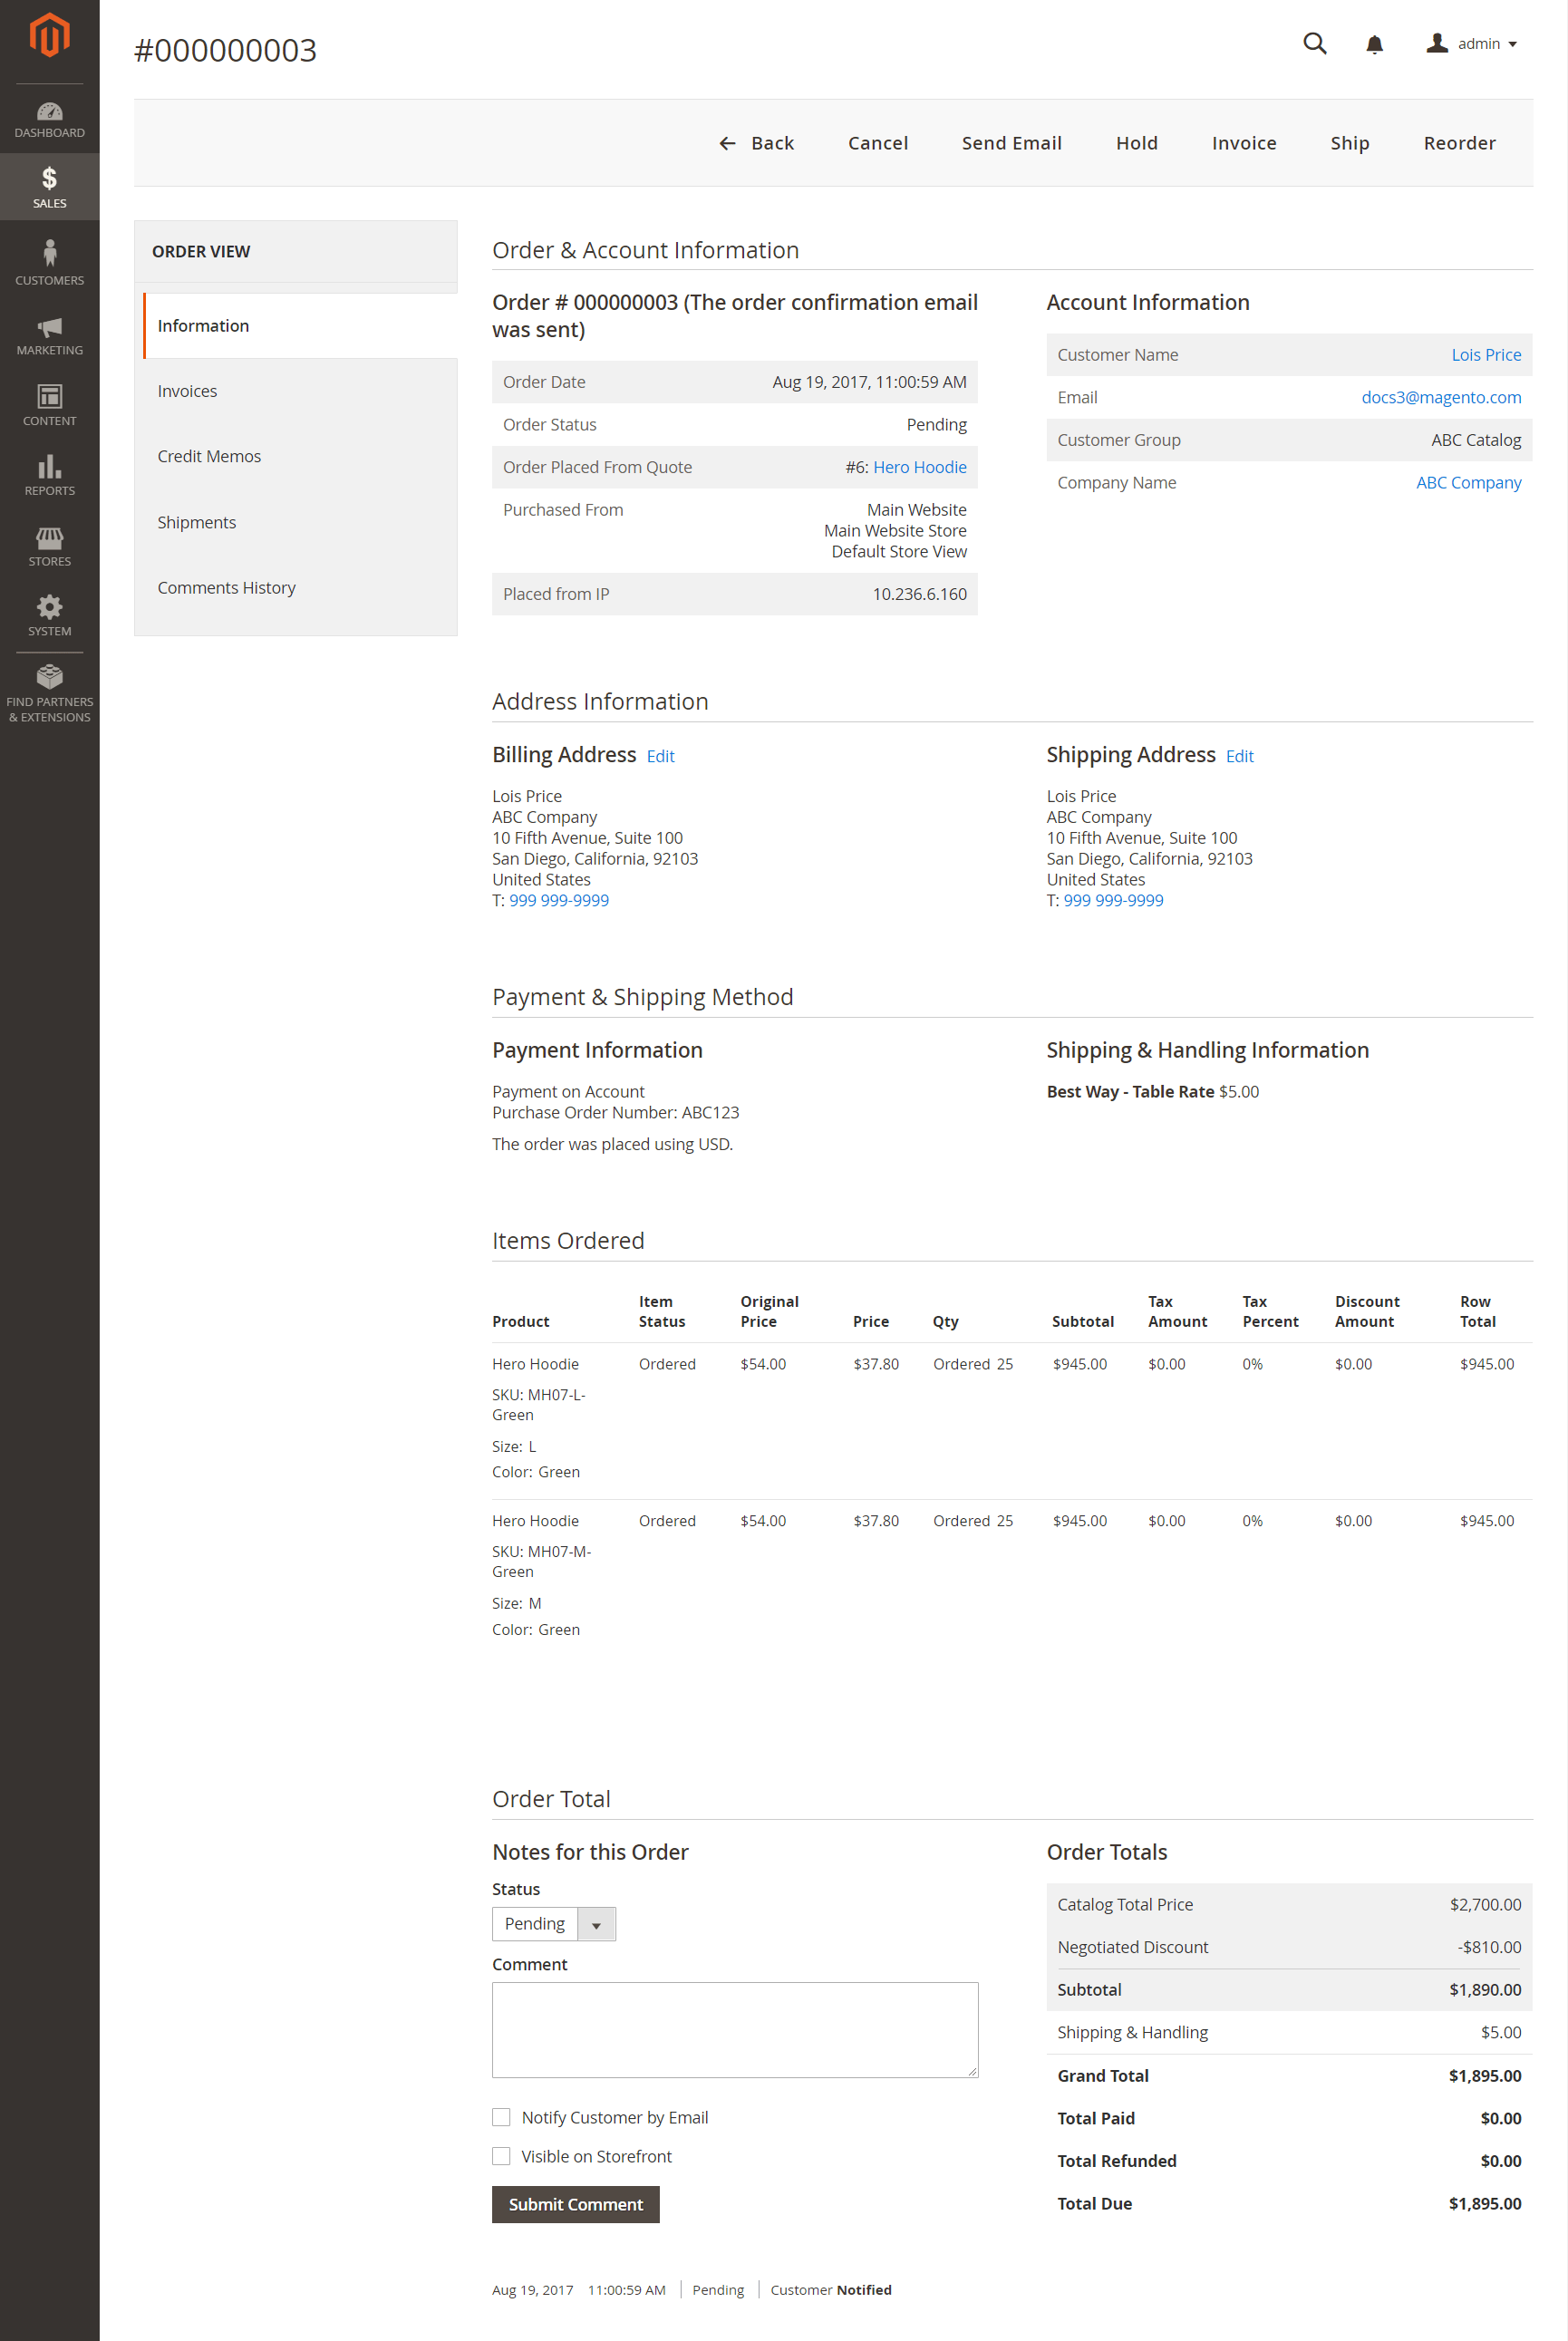 #000000003
admin
DASHBOARD
SALES
CUSTOMERS
MARKETING
CONTENT
REPORTS
STORES
SYSTEM
FIND PARTNERS
& EXTENSIONS
Back Cancel Send Email Hold Invoice Ship Reorder
ORDER VIEW
Information
Invoices
Credit Memos
Shipments
Comments History
Order & Account Information
Order # 000000003 (The order confirmation email
was sent)
Order Date Aug 19, 2017, 11:00:59 AM
Order Status Pending
Order Placed From Quote #6: Hero Hoodie
Purchased From Main Website
Main Website Store
Default Store View
Placed from IP 10.236.6.160
Account Information
Customer Name Lois Price
Email docs3@magento.com
Customer Group ABC Catalog
Company Name ABC Company
Address Information
Billing Address Edit
Lois Price
ABC Company
10 Fifth Avenue, Suite 100
San Diego, California, 92103
United States
T: 999 999-9999
Shipping Address Edit
Lois Price
ABC Company
10 Fifth Avenue, Suite 100
San Diego, California, 92103
United States
T: 999 999-9999
Payment & Shipping Method
Payment Information
Payment on Account
Purchase Order Number: ABC123
The order was placed using USD.
Shipping & Handling Information
Best Way - Table Rate $5.00
Items Ordered
Product Item Status Original Price Price Qty Subtotal Tax Amount Tax Percent Discount Amount Row Total
Hero Hoodie Ordered $54.00 $37.80 Ordered 25 $945.00 $0.00 0% $0.00 $945.00
SKU: MH07-L-
Green
Size: L
Color: Green
Hero Hoodie Ordered $54.00 $37.80 Ordered 25 $945.00 $0.00 0% $0.00 $945.00
SKU: MH07-M-
Green
Size: M
Color: Green
Order Total
Notes for this Order
Status
Pending
Comment
Notify Customer by Email
Visible on Storefront
Submit Comment
Aug 19, 2017 11:00:59 AM Pending Customer Notified
Order Totals
Catalog Total Price $2,700.00
Negotiated Discount -$810.00
Subtotal $1,890.00
Shipping & Handling $5.00
Grand Total $1,895.00
Total Paid $0.00
Total Refunded $0.00
Total Due $1,895.00